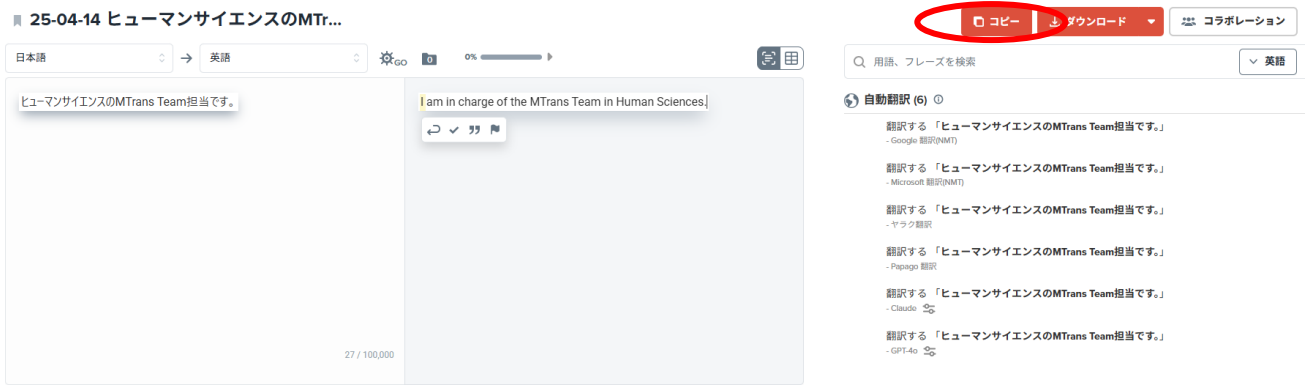 25-04-14 ヒューマンサイエンスのMTr...
コピー
ダウンロード
コラボレーション
日本語
英語
GO
0
0%
用語、フレーズを検索
英語
ヒューマンサイエンスのMTrans Team担当です。
I am in charge of the MTrans Team in Human Sciences.
27 / 100,000
自動翻訳 (6)
翻訳する 「ヒューマンサイエンスのMTrans Team担当です。」
- Google 翻訳(NMT)
翻訳する 「ヒューマンサイエンスのMTrans Team担当です。」
- Microsoft 翻訳(NMT)
翻訳する 「ヒューマンサイエンスのMTrans Team担当です。」
- ヤラク翻訳
翻訳する 「ヒューマンサイエンスのMTrans Team担当です。」
- Papago 翻訳
翻訳する 「ヒューマンサイエンスのMTrans Team担当です。」
- Claude
翻訳する 「ヒューマンサイエンスのMTrans Team担当です。」
- GPT-4o